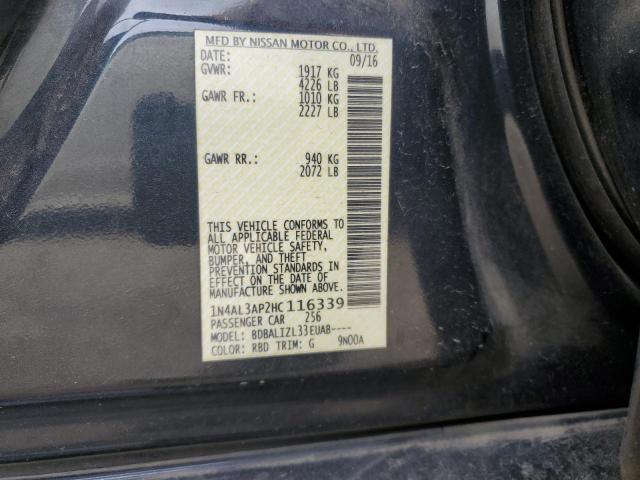 MFD BY NISSAN MOTOR CO., LTD.
DATE: 09/16
GVWR: 1917 KG
4226 LB
GAWR FR.: 1010 KG
2227 LB
GAWR RR.: 940 KG
2072 LB
THIS VEHICLE CONFORMS TO
ALL APPLICABLE FEDERAL
MOTOR VEHICLE SAFETY,
BUMPER, AND THEFT
PREVENTION STANDARDS IN
EFFECT ON THE DATE OF
MANUFACTURE SHOWN ABOVE.
1N4AL3AP2HC116339
PASSENGER CAR 256
MODEL: BDBALIZL33EUAB----
COLOR: RBD TRIM: G 9N00A